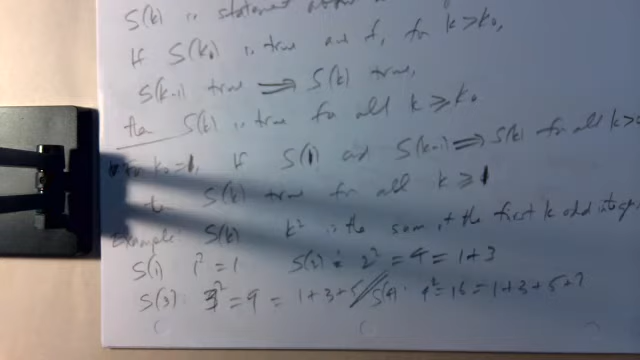 S(k) is statement about
If S(k₀) is true and if, for k > k₀,
S(k-1) true ⟹ S(k) true,
then S(k) is true for all k ≥ k₀
k₀ = 1, If S(1) and S(k-1) ⟹ S(k) for all k >
then S(k) true for all k ≥ 1
Example: S(k) k² is the sum of the first k odd integ
S(1) 1² = 1 S(2): 2² = 4 = 1+3
S(3): 3² = 9 = 1+3+5 S(4): 4² = 16 = 1+3+5+7